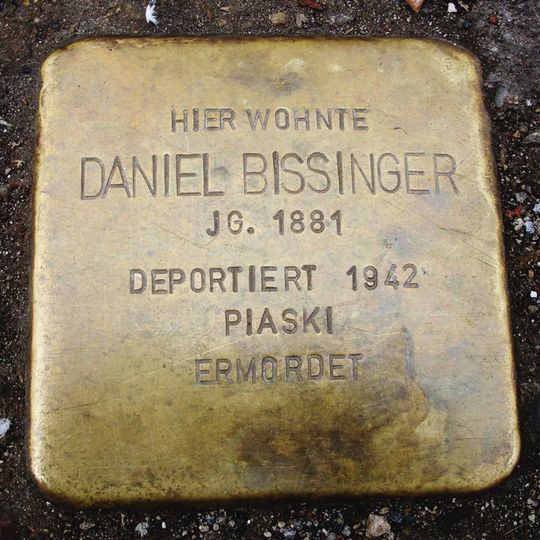 HIER WOHNTE
DANIEL BISSINGER
JG. 1881
DEPORTIERT 1942
PIASKI
ERMORDET